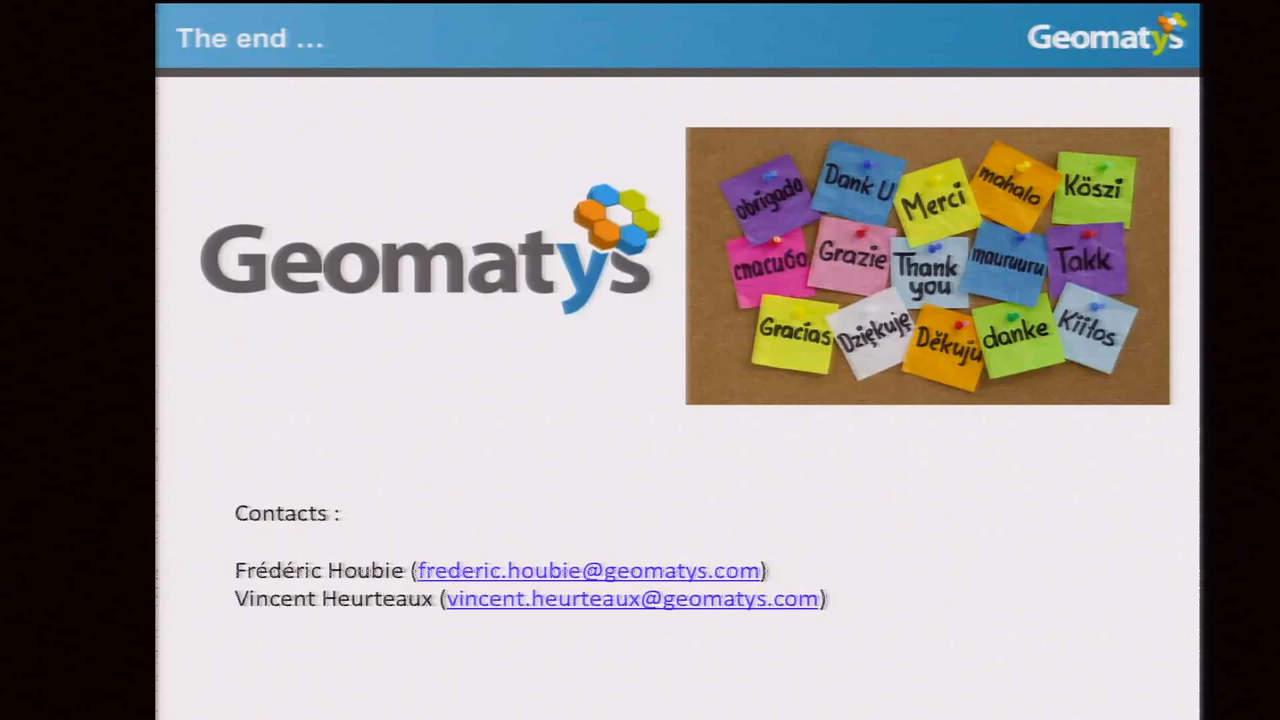 The end ...
Geomatys
Geomatys
obrigado
Dank U
Merci
mahalo
Köszi
спасибо
Grazie
Thank
you
mauruuru
Takk
Gracias
Dziękuję
Děkuju
danke
Kiitos
Contacts :
Frédéric Houbie (frederic.houbie@geomatys.com)
Vincent Heurteaux (vincent.heurteaux@geomatys.com)